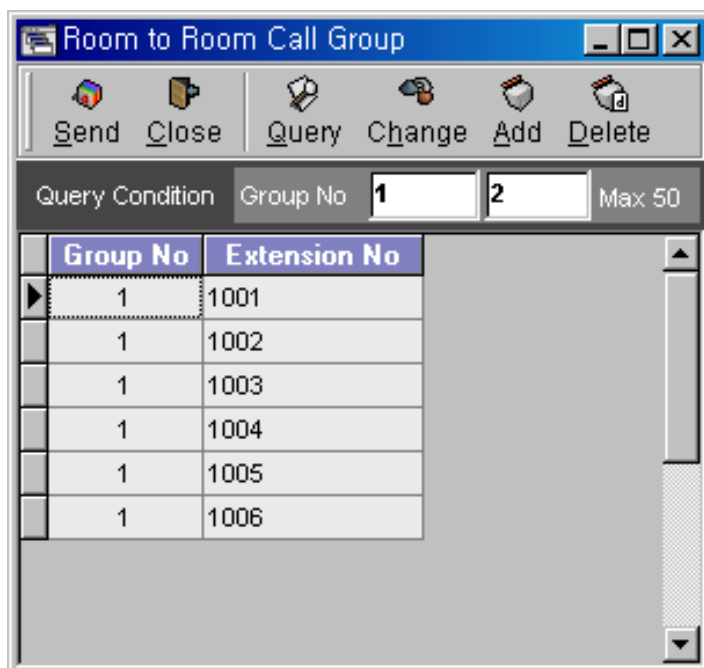 Room to Room Call Group
Send Close Query Change Add Delete
Query Condition Group No 1 2 Max 50
Group No Extension No
1 1001
1 1002
1 1003
1 1004
1 1005
1 1006